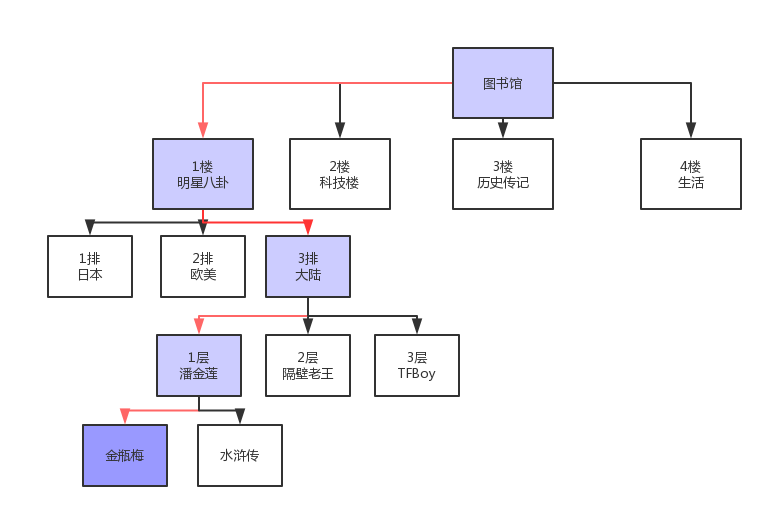 图书馆
1楼
明星八卦
2楼
科技楼
3楼
历史传记
4楼
生活
1排
日本
2排
欧美
3排
大陆
1层
潘金莲
2层
隔壁老王
3层
TFBoy
金瓶梅
水浒传